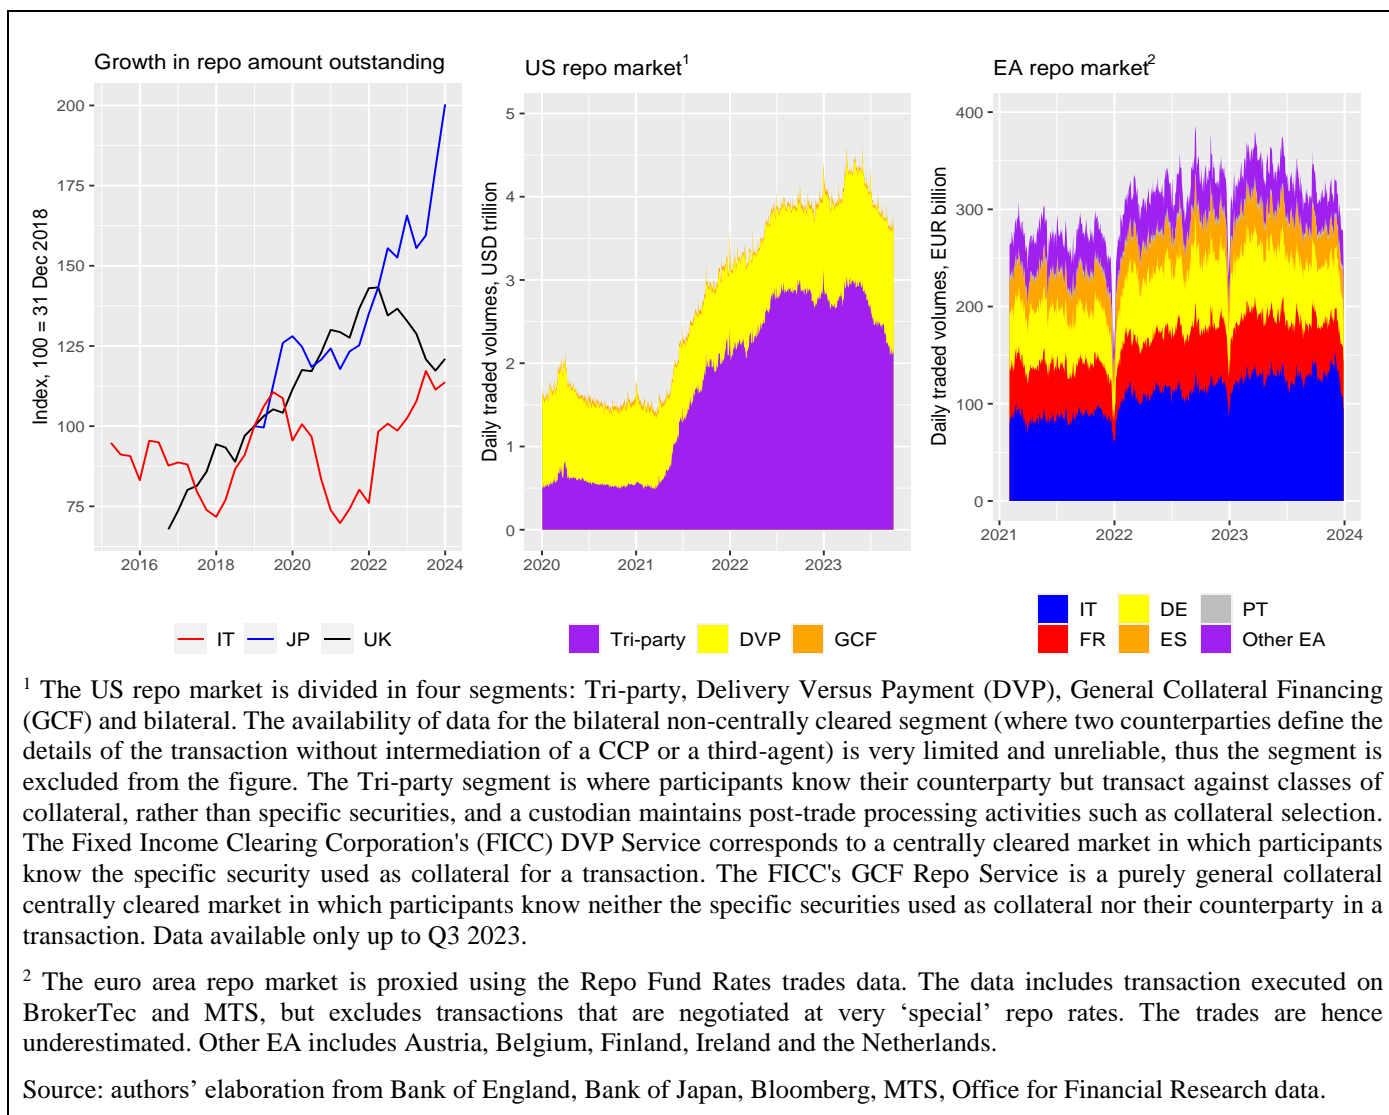 Growth in repo amount outstanding
Index, 100 = 31 Dec 2018
200
175
150
125
100
75
2016
2018
2020
2022
2024
IT
JP
UK
US repo market1
Daily traded volumes, USD trillion
5
4
3
2
1
0
2020
2021
2022
2023
Tri-party
DVP
GCF
EA repo market2
Daily traded volumes, EUR billion
400
300
200
100
0
2021
2022
2023
2024
IT
DE
PT
FR
ES
Other EA
1 The US repo market is divided in four segments: Tri-party, Delivery Versus Payment (DVP), General Collateral Financing
(GCF) and bilateral. The availability of data for the bilateral non-centrally cleared segment (where two counterparties define the
details of the transaction without intermediation of a CCP or a third-agent) is very limited and unreliable, thus the segment is
excluded from the figure. The Tri-party segment is where participants know their counterparty but transact against classes of
collateral, rather than specific securities, and a custodian maintains post-trade processing activities such as collateral selection.
The Fixed Income Clearing Corporation's (FICC) DVP Service corresponds to a centrally cleared market in which participants
know the specific security used as collateral for a transaction. The FICC's GCF Repo Service is a purely general collateral
centrally cleared market in which participants know neither the specific securities used as collateral nor their counterparty in a
transaction. Data available only up to Q3 2023.
2 The euro area repo market is proxied using the Repo Fund Rates trades data. The data includes transaction executed on
BrokerTec and MTS, but excludes transactions that are negotiated at very ‘special’ repo rates. The trades are hence
underestimated. Other EA includes Austria, Belgium, Finland, Ireland and the Netherlands.
Source: authors’ elaboration from Bank of England, Bank of Japan, Bloomberg, MTS, Office for Financial Research data.